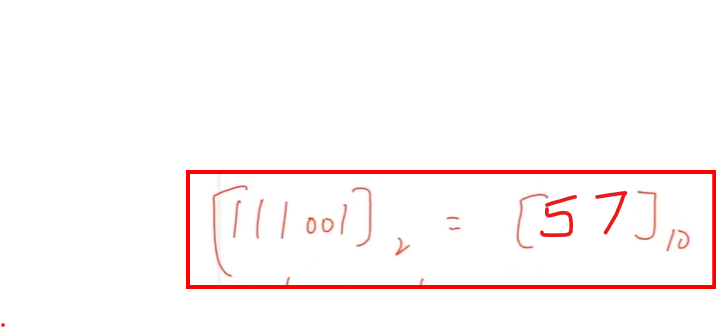 [111001]₂ = [57]₁₀